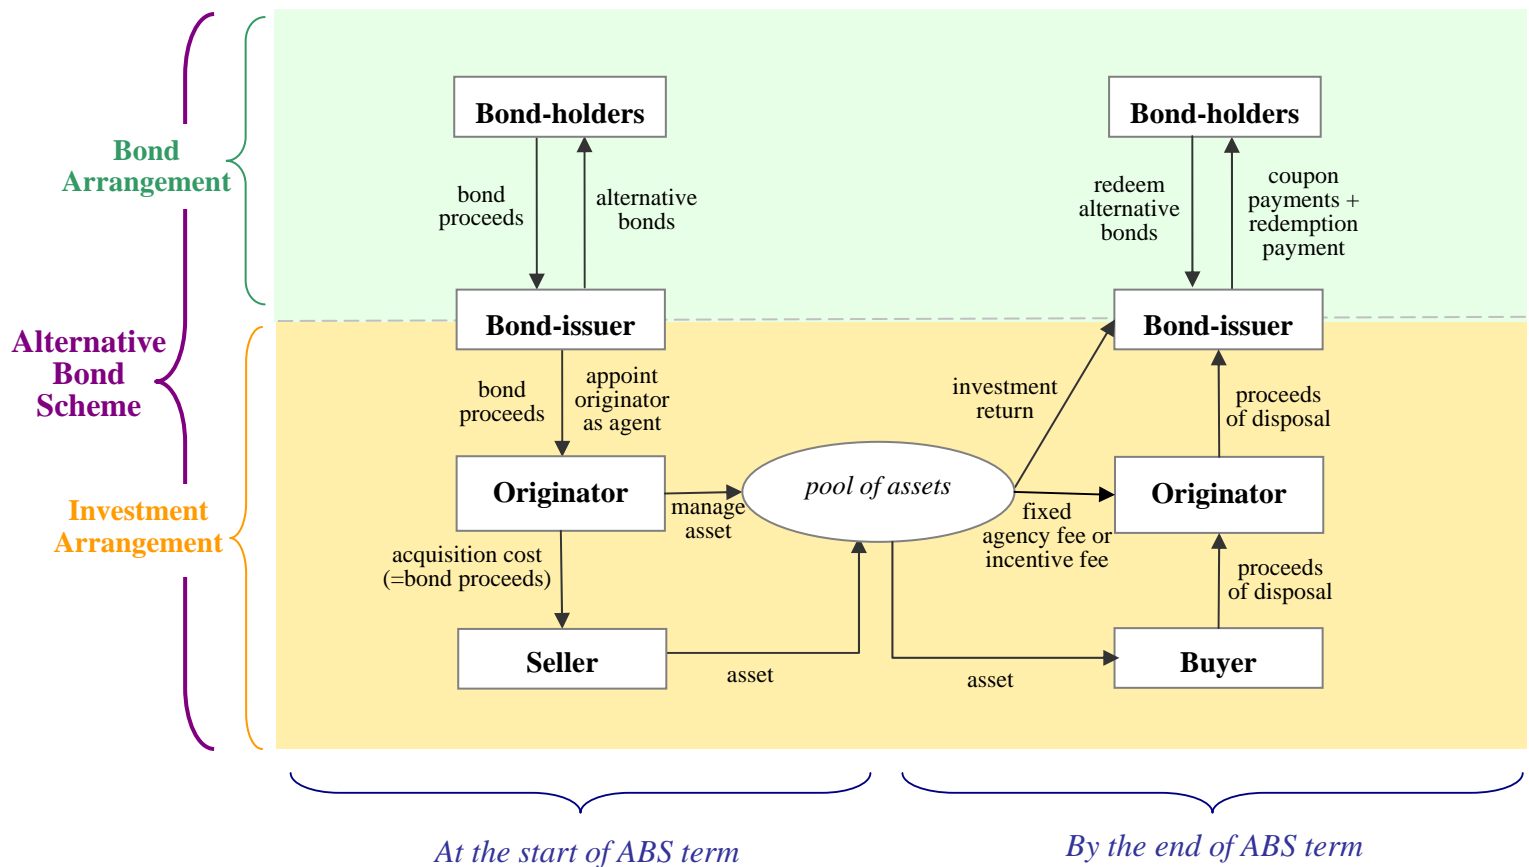 Bond-holders
Bond-holders
Bond
Arrangement
bond
proceeds
alternative
bonds
redeem
alternative
bonds
coupon
payments +
redemption
payment
Bond-issuer
Bond-issuer
Alternative
Bond
Scheme
bond
proceeds
appoint
originator
as agent
investment
return
proceeds
of disposal
Originator
pool of assets
Originator
manage
asset
fixed
agency fee or
incentive fee
Investment
Arrangement
acquisition cost
(=bond proceeds)
proceeds
of disposal
Seller
asset
asset
Buyer
At the start of ABS term
By the end of ABS term